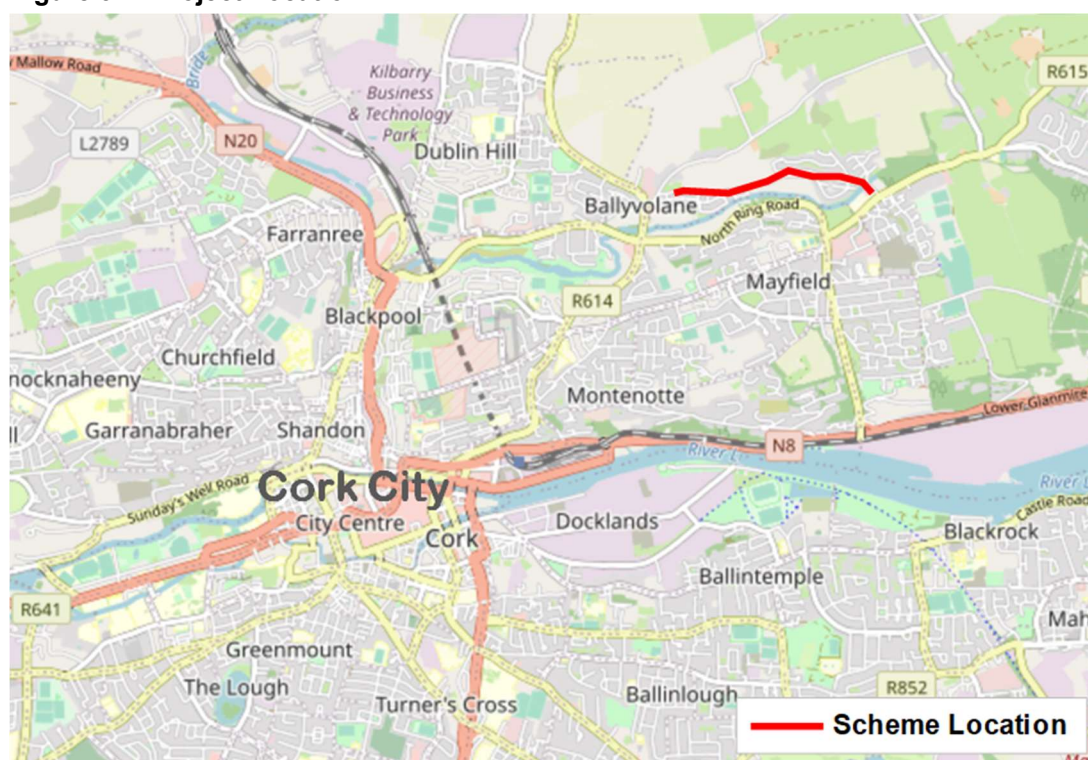 Mallow Road
Bride
Kilbarry
Business
& Technology
Park
R615
L2789
N20
Dublin Hill
Ballyvolane
North Ring Road
Farranree
Mayfield
R614
Blackpool
Churchfield
nocknaheeny
Montenotte
Lower Glanmire
Garranabraher
Shandon
N8
River L
River L
Sunday's Well Road
Cork City
City Centre
Cork
Docklands
Castle Road
Blackrock
Ballintemple
R641
Mah
Greenmount
The Lough
Turner's Cross
Ballinlough
R852
Scheme Location